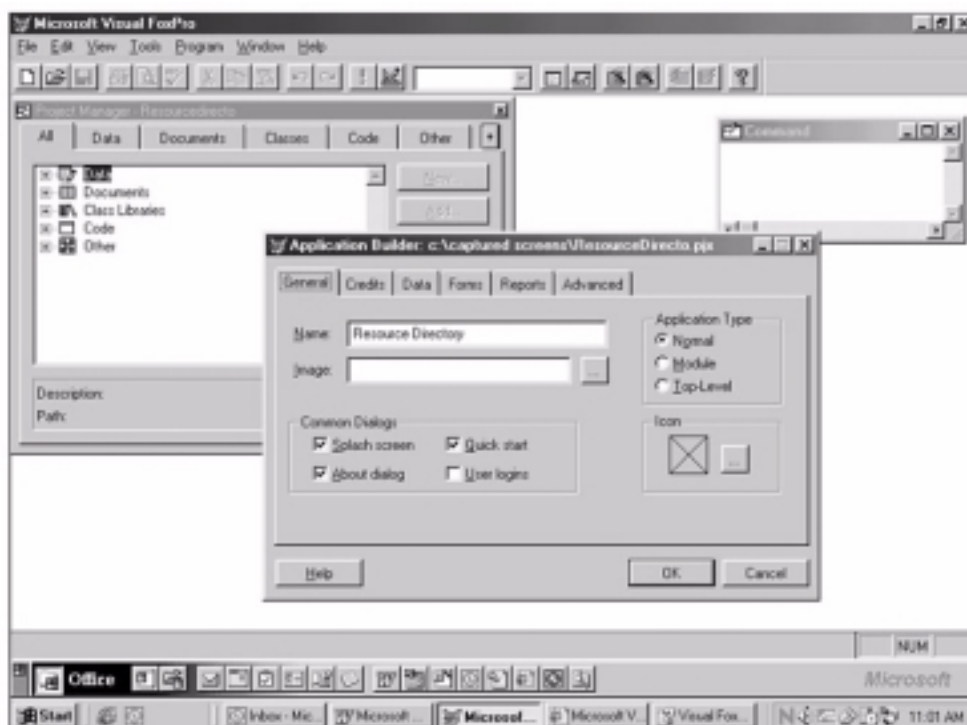 Microsoft Visual FoxPro
File Edit View Tools Program Window Help
Project Manager - Resourcedirecto
All Data Documents Classes Code Other
Data
Documents
Class Libraries
Code
Other
New...
Add...
Description:
Path:
Command
Application Builder: c:\captured screens\ResourceDirecto.pjx
General Credits Data Forms Reports Advanced
Name: Resource Directory
Image:
...
Application Type
Normal
Module
Top-Level
Common Dialogs
Splash screen
Quick start
About dialog
User logins
Icon
...
Help
OK
Cancel
NUM
Office
Microsoft
Start
Inbox - Mic...
Microsoft ...
Microsof...
Microsoft V...
Visual Fox...
11:01 AM